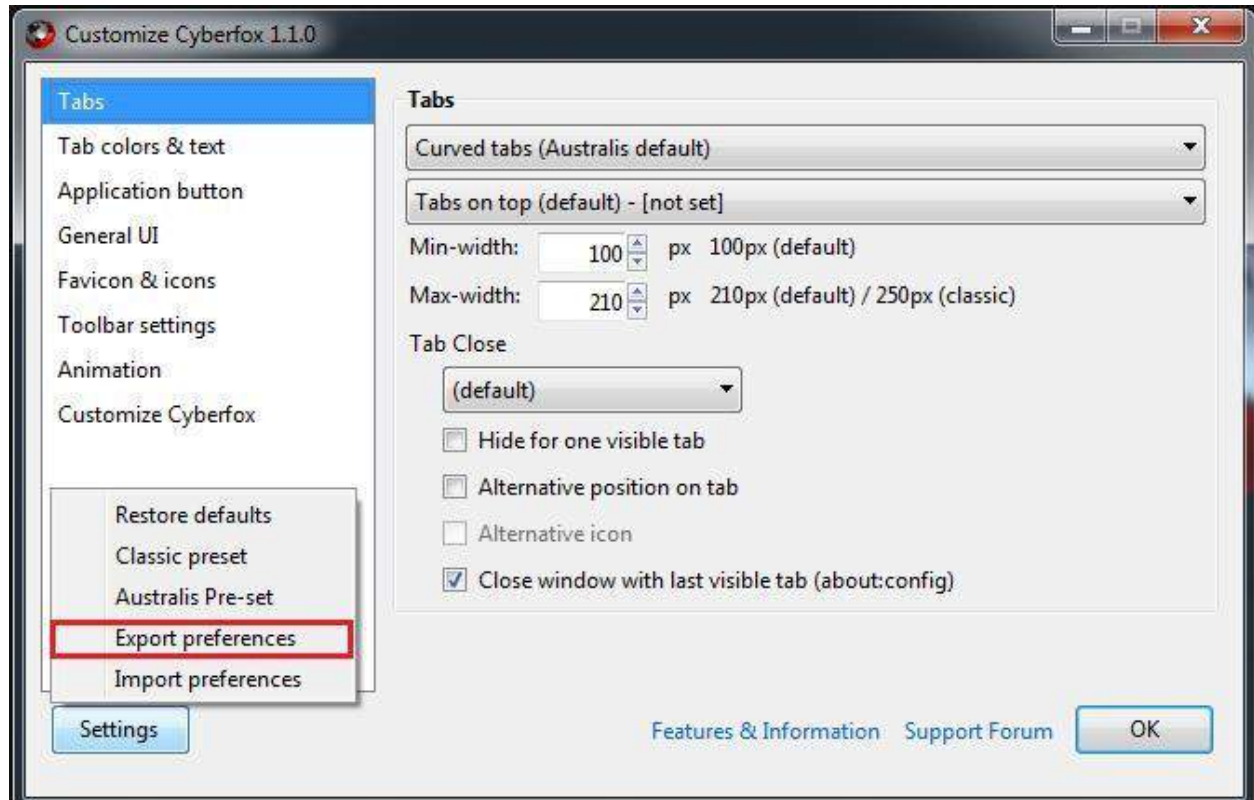 Customize Cyberfox 1.1.0
Tabs
Tab colors & text
Application button
General UI
Favicon & icons
Toolbar settings
Animation
Customize Cyberfox
Restore defaults
Classic preset
Australis Pre-set
Export preferences
Import preferences
Settings
Tabs
Curved tabs (Australis default)
Tabs on top (default) - [not set]
Min-width: 100 px 100px (default)
Max-width: 210 px 210px (default) / 250px (classic)
Tab Close
(default)
Hide for one visible tab
Alternative position on tab
Alternative icon
Close window with last visible tab (about:config)
Features & Information Support Forum OK